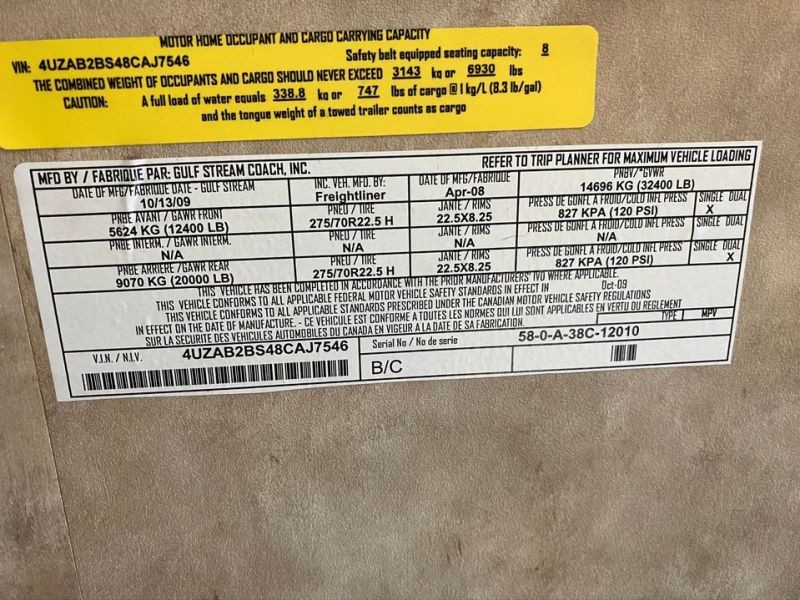 MOTOR HOME OCCUPANT AND CARGO CARRYING CAPACITY
VIN: 4UZAB2BS48CAJ7546 Safety belt equipped seating capacity: 8
THE COMBINED WEIGHT OF OCCUPANTS AND CARGO SHOULD NEVER EXCEED 3143 kg or 6930 lbs
CAUTION: A full load of water equals 338.8 kg or 747 lbs of cargo @ 1 kg/L (8.3 lb/gal)
and the tongue weight of a towed trailer counts as cargo
MFD BY / FABRIQUE PAR: GULF STREAM COACH, INC. REFER TO TRIP PLANNER FOR MAXIMUM VEHICLE LOADING
DATE OF MFG/FABRIQUE DATE - GULF STREAM INC. VEH. MFD BY: DATE OF MFG/FABRIQUE PNBV/*GVWR
10/13/09 Freightliner Apr-08 14696 KG (32400 LB)
PNBE AVANT / GAWR FRONT PNEU / TIRE JANTE / RIMS PRESS DE GONFL A FROID/COLD INFL PRESS SINGLE DUAL
5624 KG (12400 LB) 275/70R22.5 H 22.5X8.25 827 KPA (120 PSI) X
PNBE INTERM. / GAWR INTERM. PNEU / TIRE JANTE / RIMS PRESS DE GONFL A FROID/COLD INFL PRESS SINGLE DUAL
N/A N/A N/A N/A
PNBE ARRIERE /GAWR REAR PNEU / TIRE JANTE / RIMS PRESS DE GONFL A FROID/COLD INFL PRESS SINGLE DUAL
9070 KG (20000 LB) 275/70R22.5 H 22.5X8.25 827 KPA (120 PSI) X
THIS VEHICLE HAS BEEN COMPLETED IN ACCORDANCE WITH THE PRIOR MANUFACTURERS' IVD WHERE APPLICABLE.
THIS VEHICLE CONFORMS TO ALL APPLICABLE FEDERAL MOTOR VEHICLE SAFETY STANDARDS IN EFFECT IN Oct-09
THIS VEHICLE CONFORMS TO ALL APPLICABLE STANDARDS PRESCRIBED UNDER THE CANADIAN MOTOR VEHICLE SAFETY REGULATIONS
IN EFFECT ON THE DATE OF MANUFACTURE. - CE VEHICULE EST CONFORME A TOUTES LES NORMES QUI LUI SONT APPLICABLES EN VERTU DU REGLEMENT
SUR LA SECURITE DES VEHICULES AUTOMOBILES DU CANADA EN VIGEUR A LA DATE DE SA FABRICATION. TYPE MPV
V.I.N. / N.I.V. 4UZAB2BS48CAJ7546 Serial No / No de serie 58-0-A-38C-12010
B/C